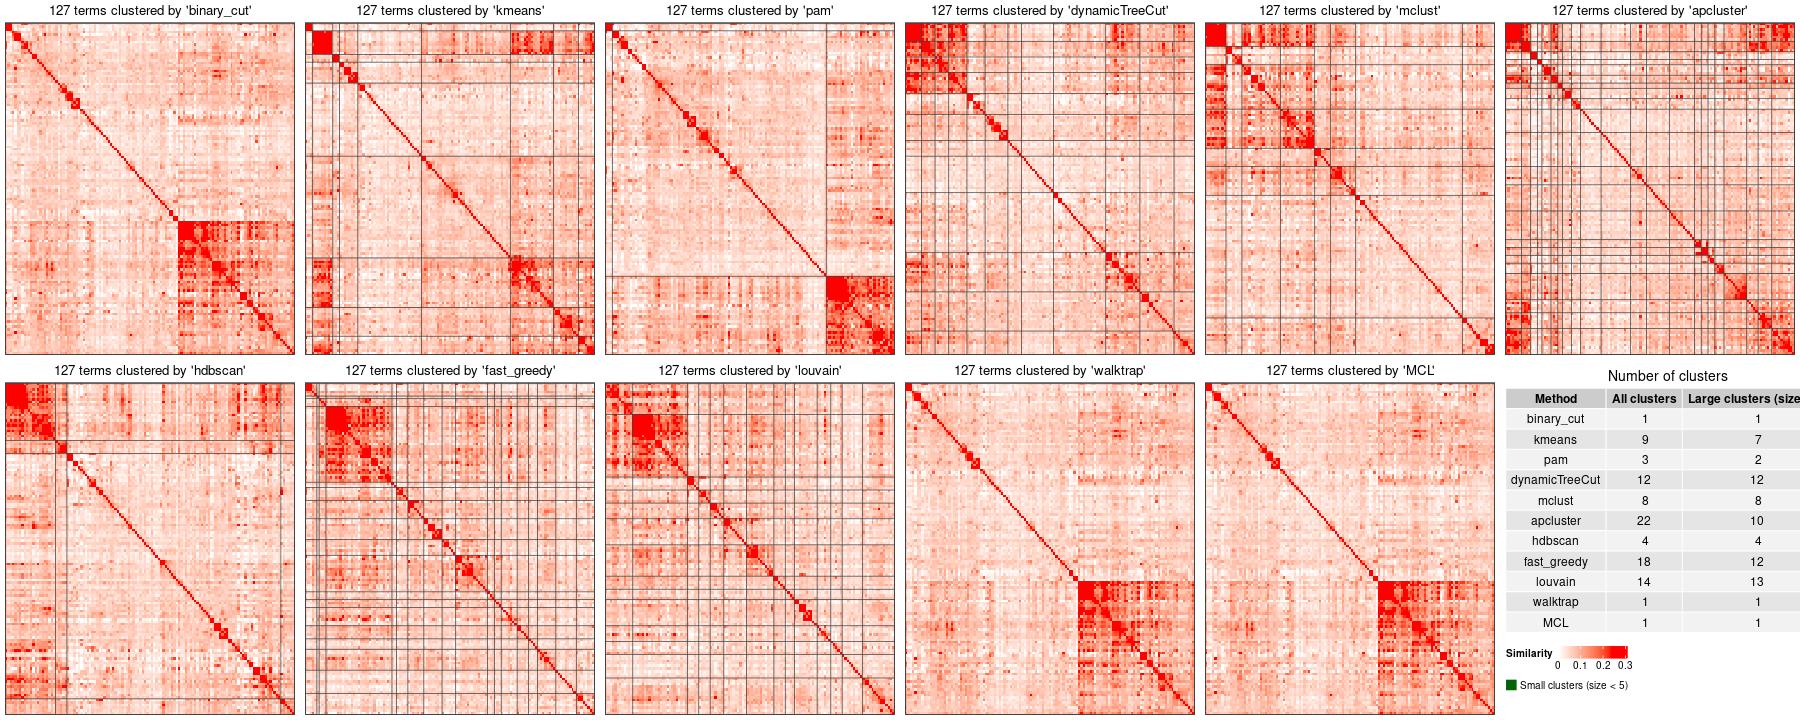 127 terms clustered by 'binary_cut'
127 terms clustered by 'kmeans'
127 terms clustered by 'pam'
127 terms clustered by 'dynamicTreeCut'
127 terms clustered by 'mclust'
127 terms clustered by 'apcluster'
127 terms clustered by 'hdbscan'
127 terms clustered by 'fast_greedy'
127 terms clustered by 'louvain'
127 terms clustered by 'walktrap'
127 terms clustered by 'MCL'
Number of clusters
Method All clusters Large clusters (size
binary_cut 1 1
kmeans 9 7
pam 3 2
dynamicTreeCut 12 12
mclust 8 8
apcluster 22 10
hdbscan 4 4
fast_greedy 18 12
louvain 14 13
walktrap 1 1
MCL 1 1
Similarity
0 0.1 0.2 0.3
Small clusters (size < 5)